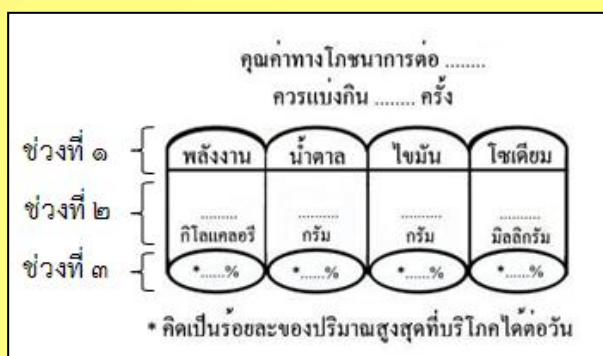 คุณค่าทางโภชนาการต่อ ........
ควรแบ่งกิน ........ ครั้ง
ช่วงที่ ๑ พลังงาน น้ำตาล ไขมัน โซเดียม
ช่วงที่ ๒ ......... ......... ......... .........
กิโลแคลอรี กรัม กรัม มิลลิกรัม
ช่วงที่ ๓ *.....% *.....% *.....% *.....%
* คิดเป็นร้อยละของปริมาณสูงสุดที่บริโภคได้ต่อวัน